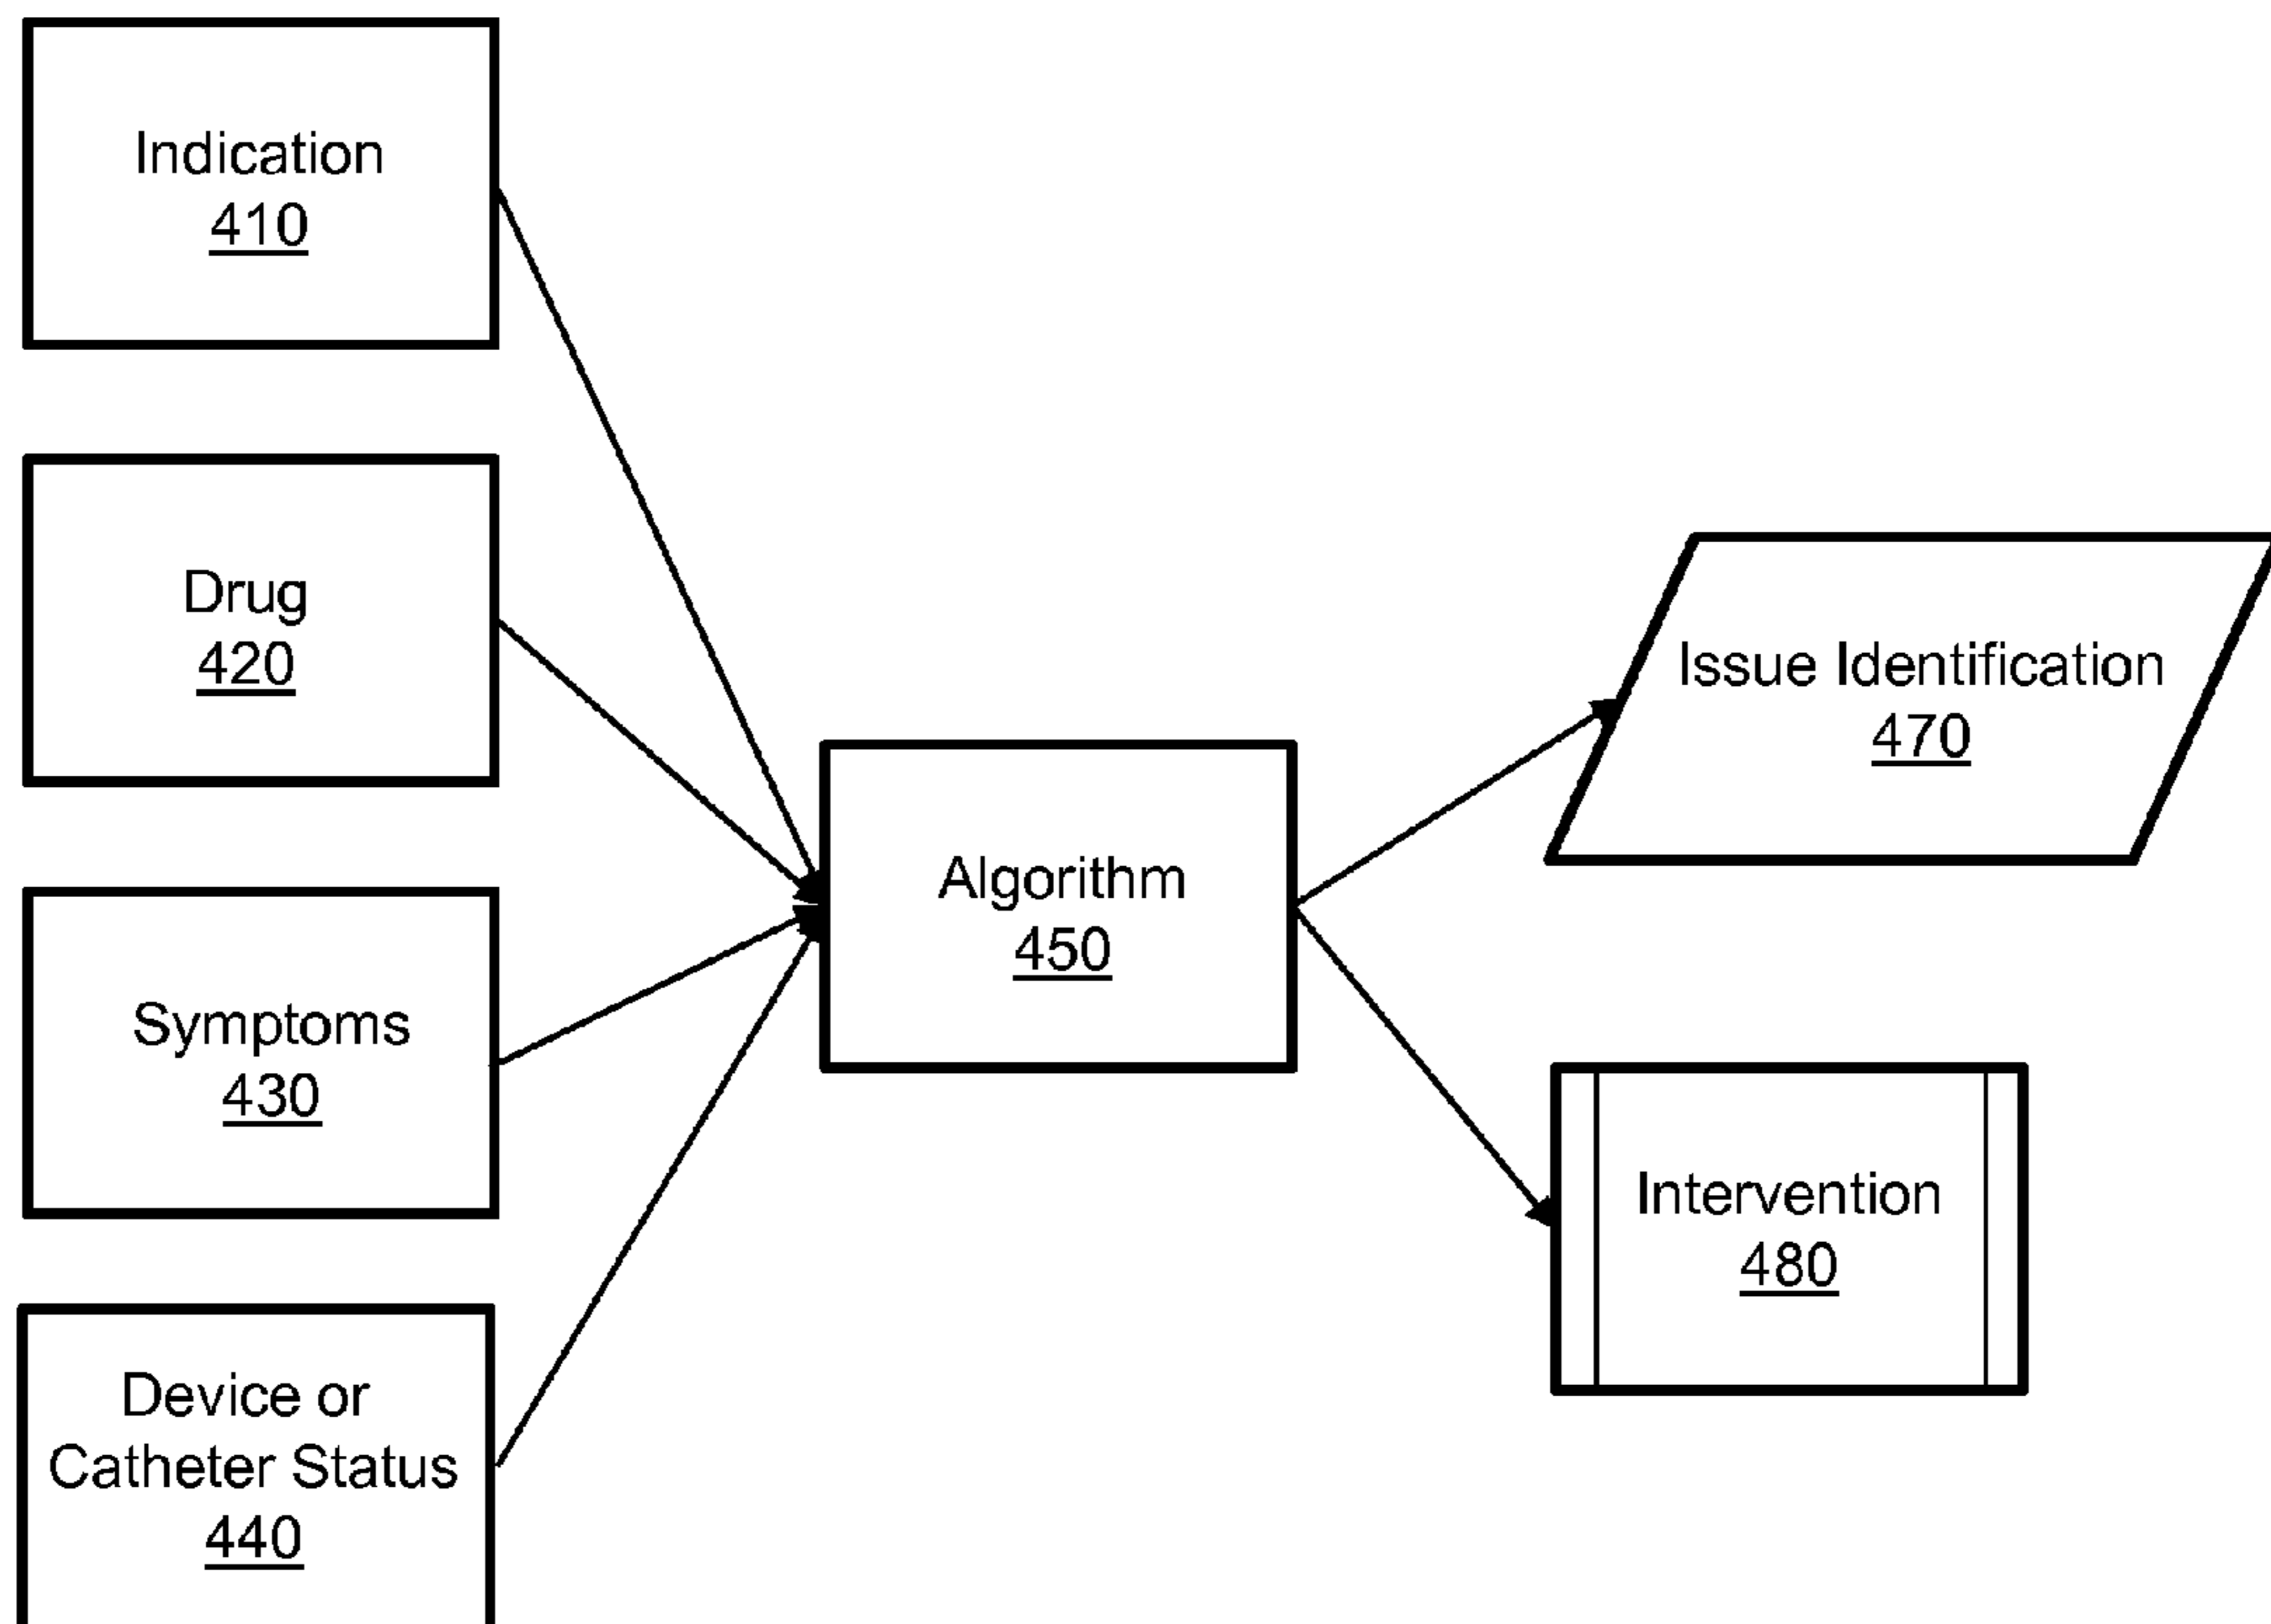 Indication
410
Drug
420
Symptoms
430
Device or
Catheter Status
440
Algorithm
450
Issue Identification
470
Intervention
480